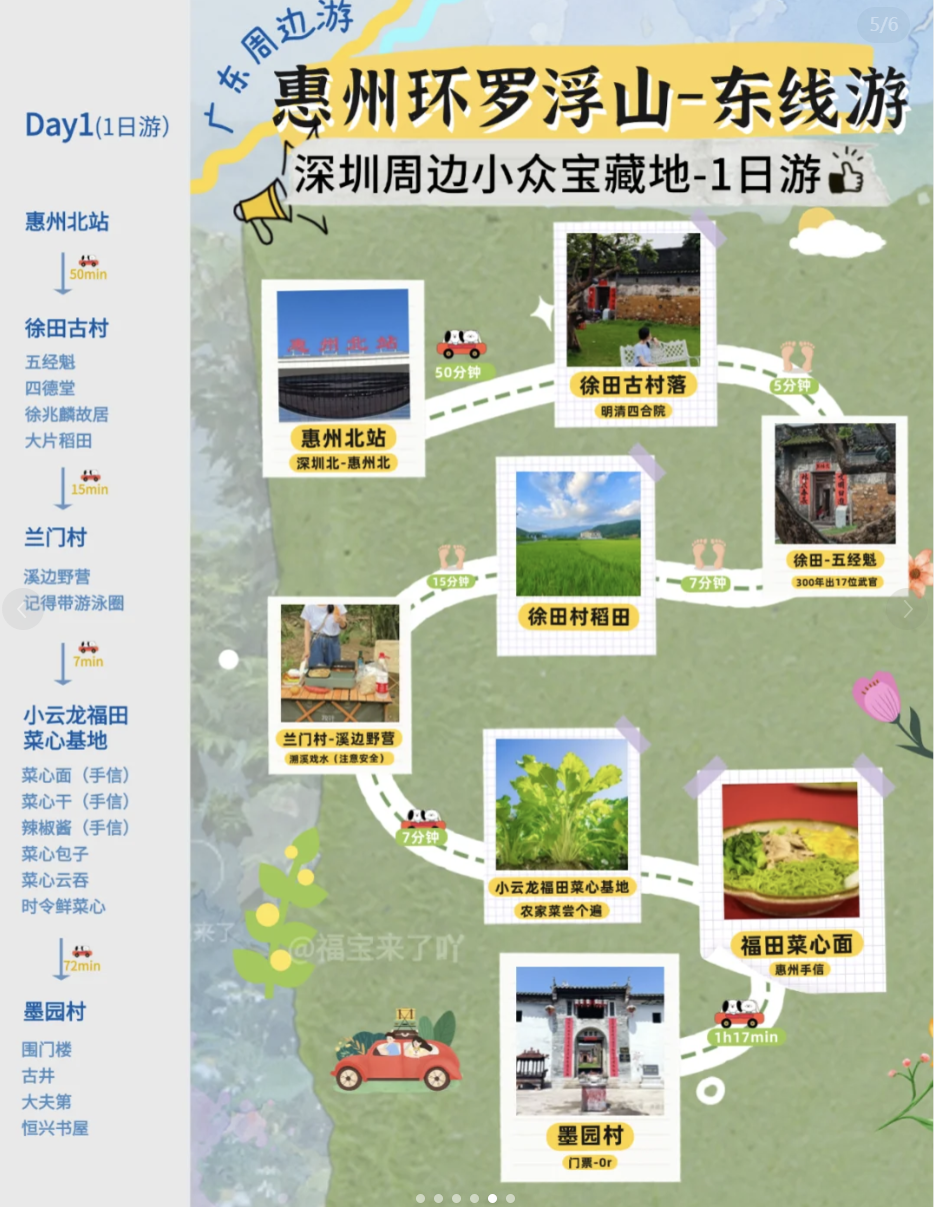 5/6
广东周边游
惠州环罗浮山-东线游
深圳周边小众宝藏地-1日游
Day1(1日游)
惠州北站
50min
徐田古村
五经魁
四德堂
徐兆麟故居
大片稻田
15min
兰门村
溪边野营
记得带游泳圈
7min
小云龙福田
菜心基地
菜心面（手信）
菜心干（手信）
辣椒酱（手信）
菜心包子
菜心云吞
时令鲜菜心
72min
墨园村
围门楼
古井
大夫第
恒兴书屋
惠州北站
惠州北站
深圳北-惠州北
50分钟
徐田古村落
明清四合院
5分钟
徐田-五经魁
300年出17位武官
7分钟
徐田村稻田
15分钟
兰门村-溪边野营
溯溪戏水（注意安全）
7分钟
小云龙福田菜心基地
农家菜尝个遍
福田菜心面
惠州手信
1h17min
墨园村
门票-0r
来了
@福宝来了吖